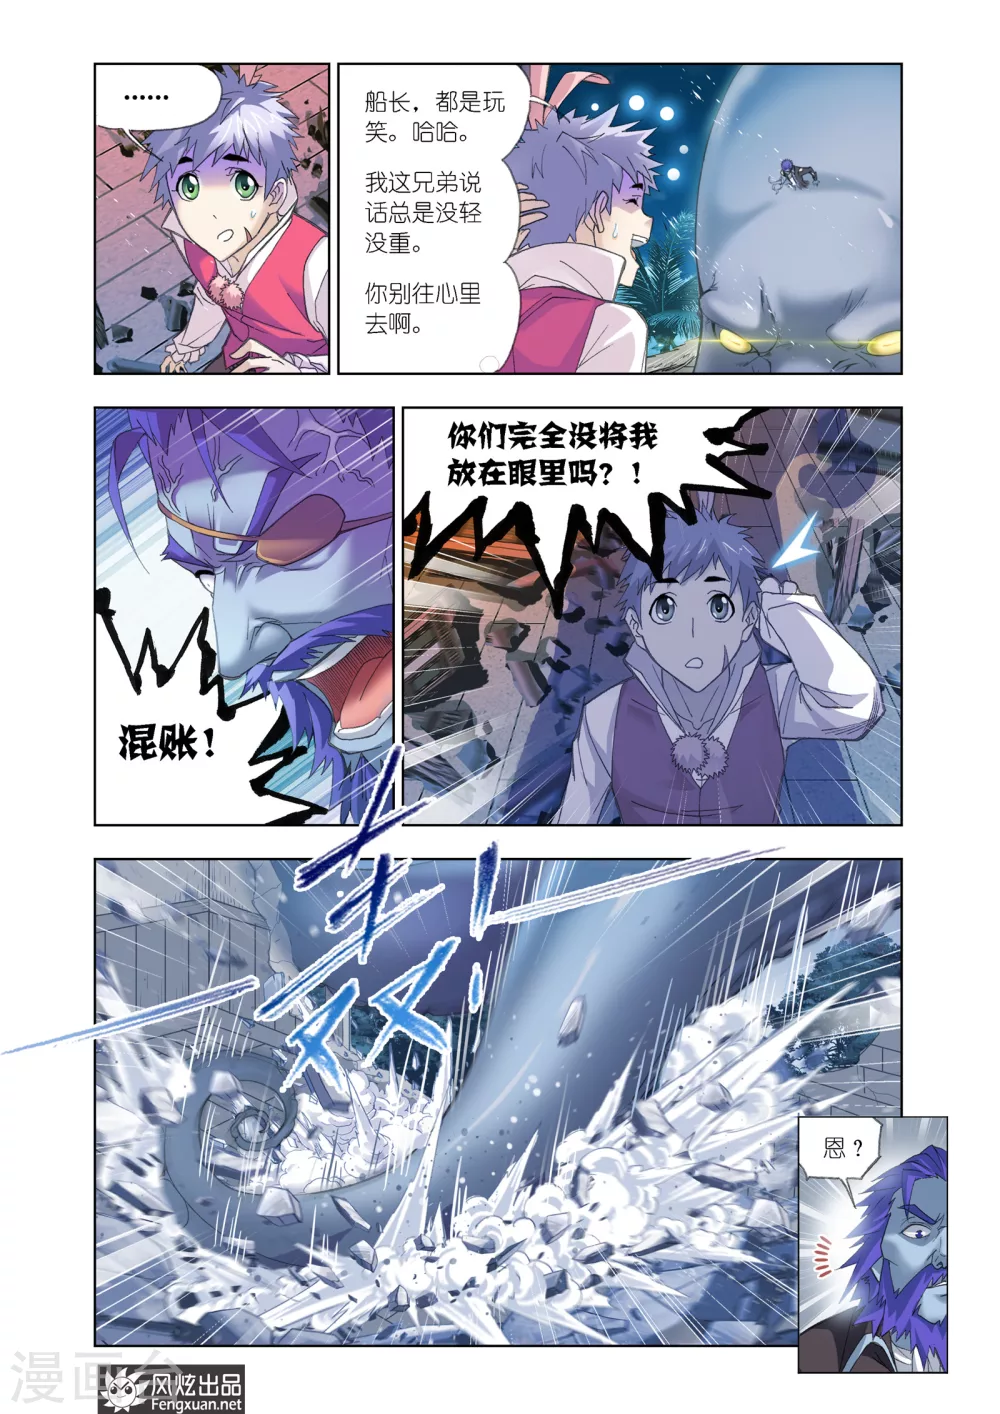 ……
船长，都是玩
笑。哈哈。
我这兄弟说
话总是没轻
没重。
你别往心里
去啊。
你们完全没将我
放在眼里吗？！
混账！
轰！
恩？
漫画台
风炫出品
Fengxuan.net